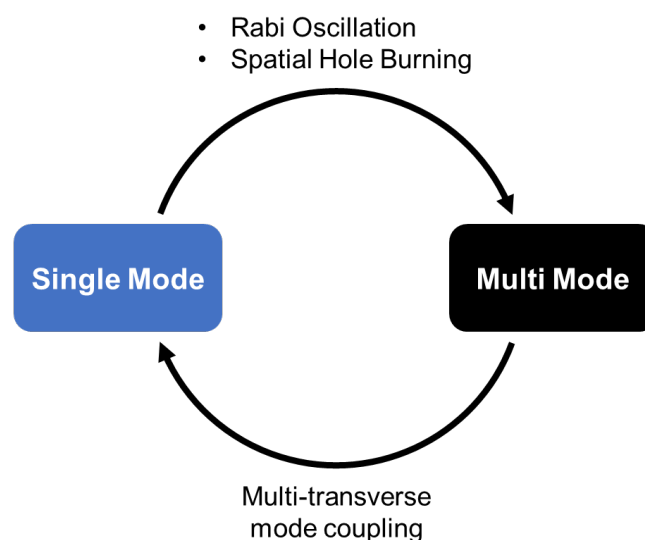 • Rabi Oscillation
• Spatial Hole Burning
Single Mode
Multi Mode
Multi-transverse
mode coupling